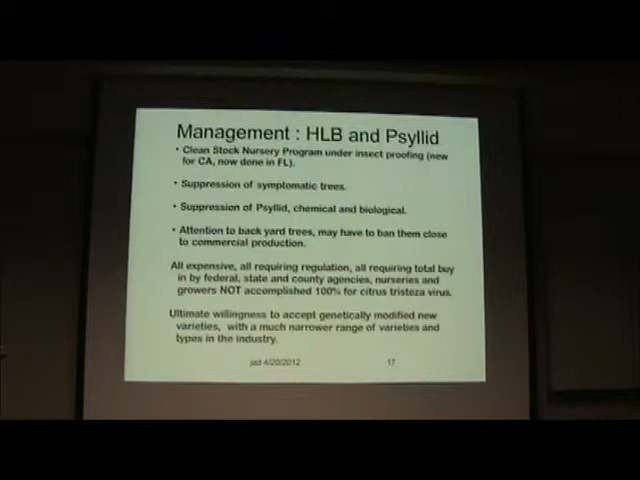 Management : HLB and Psyllid
• Clean Stock Nursery Program under insect proofing (new
for CA, now done in FL).
• Suppression of symptomatic trees.
• Suppression of Psyllid, chemical and biological.
• Attention to back yard trees, may have to ban them close
to commercial production.
All expensive, all requiring regulation, all requiring total buy
in by federal, state and county agencies, nurseries and
growers NOT accomplished 100% for citrus tristeza virus.
Ultimate willingness to accept genetically modified new
varieties, with a much narrower range of varieties and
types in the industry.
jad 4/20/2012 17